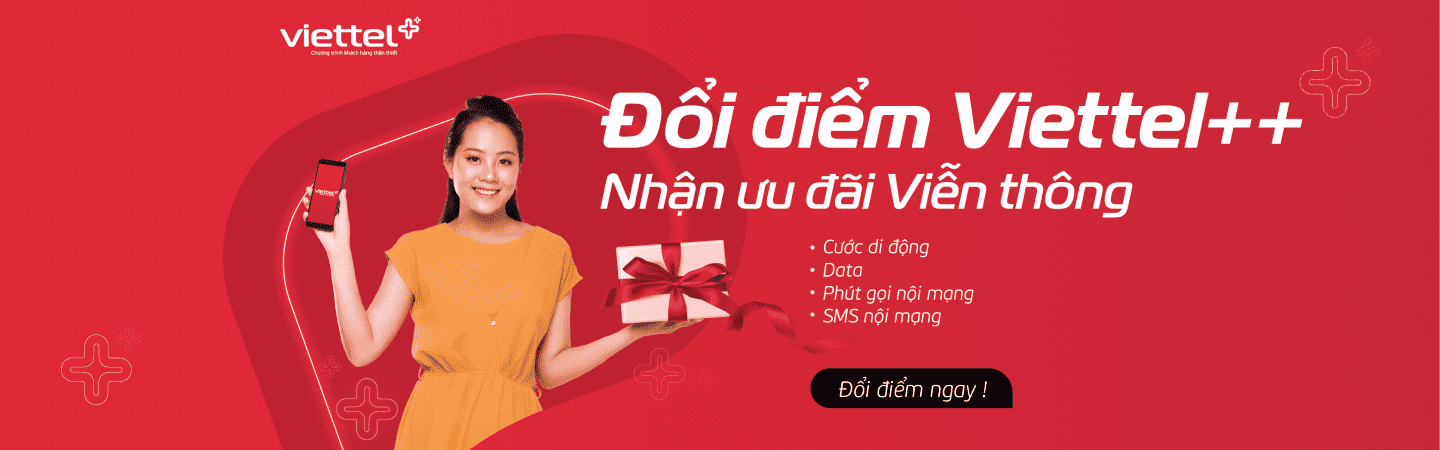 viettel
Chương trình khách hàng thân thiết
viettel
Đổi điểm Viettel++
Nhận ưu đãi Viễn thông
• Cước di động
• Data
• Phút gọi nội mạng
• SMS nội mạng
Đổi điểm ngay !